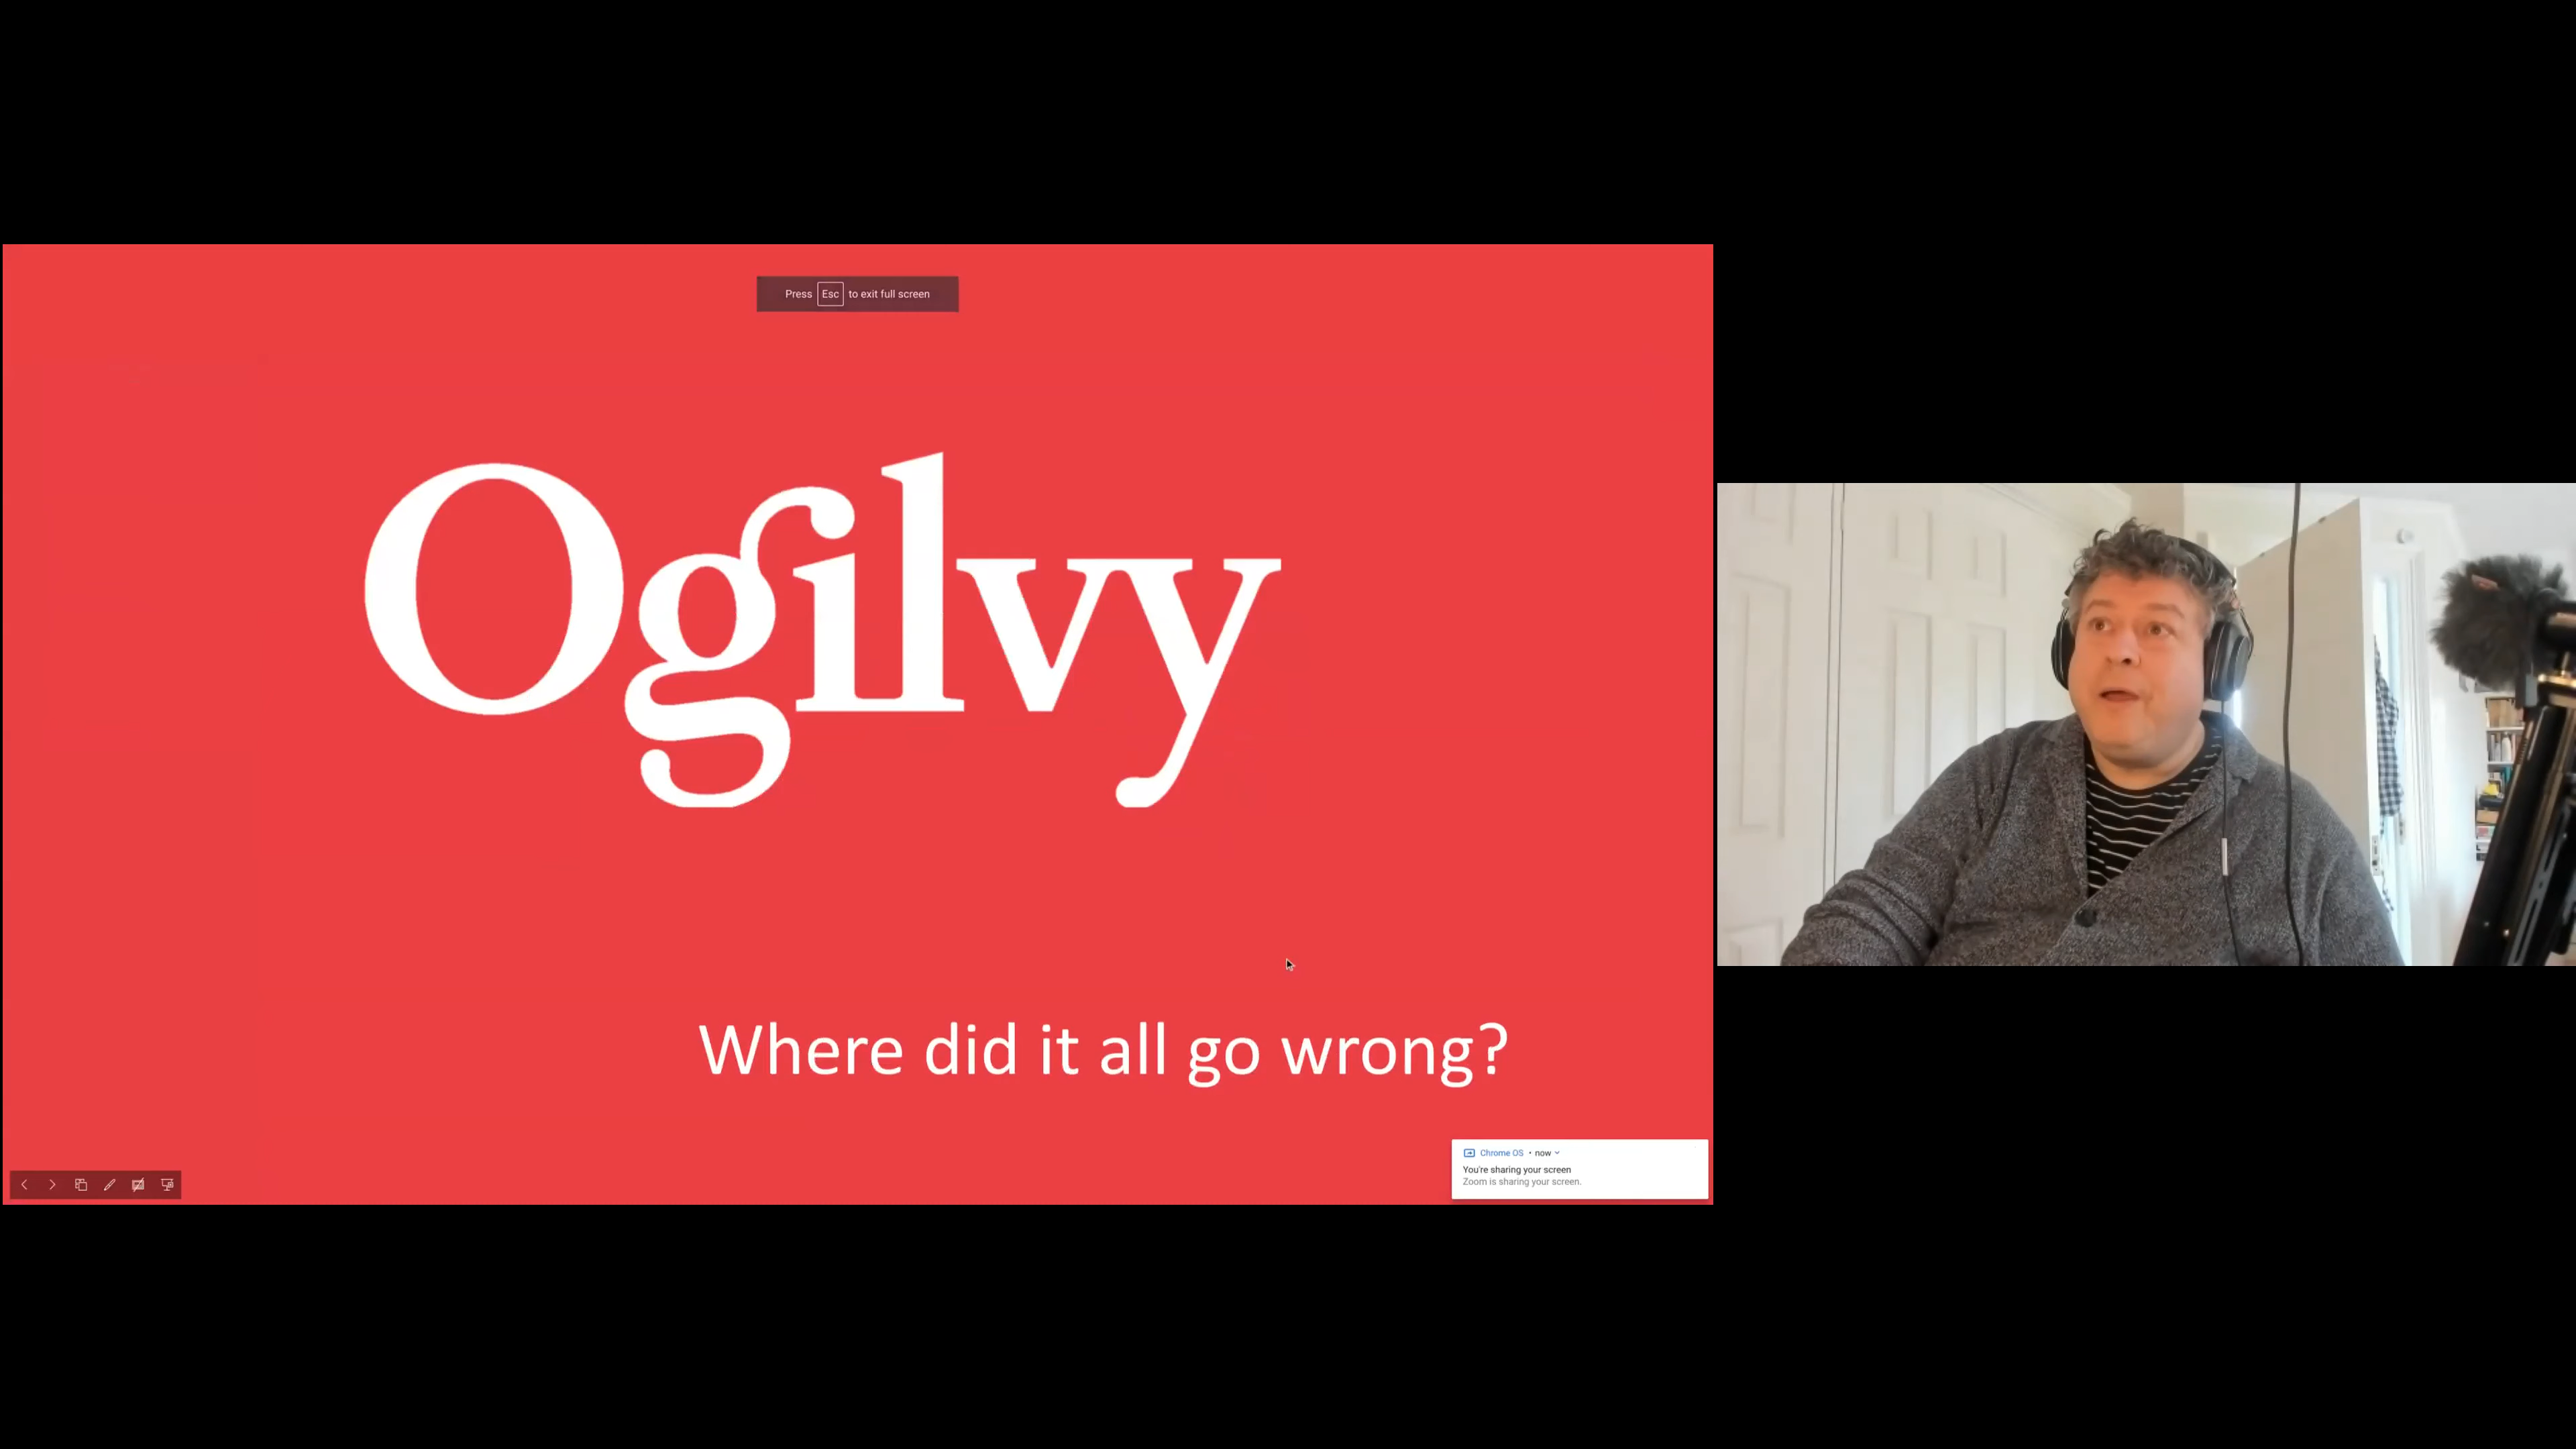 Press Esc to exit full screen
Ogilvy
Where did it all go wrong?
Chrome OS • now
You're sharing your screen
Zoom is sharing your screen.